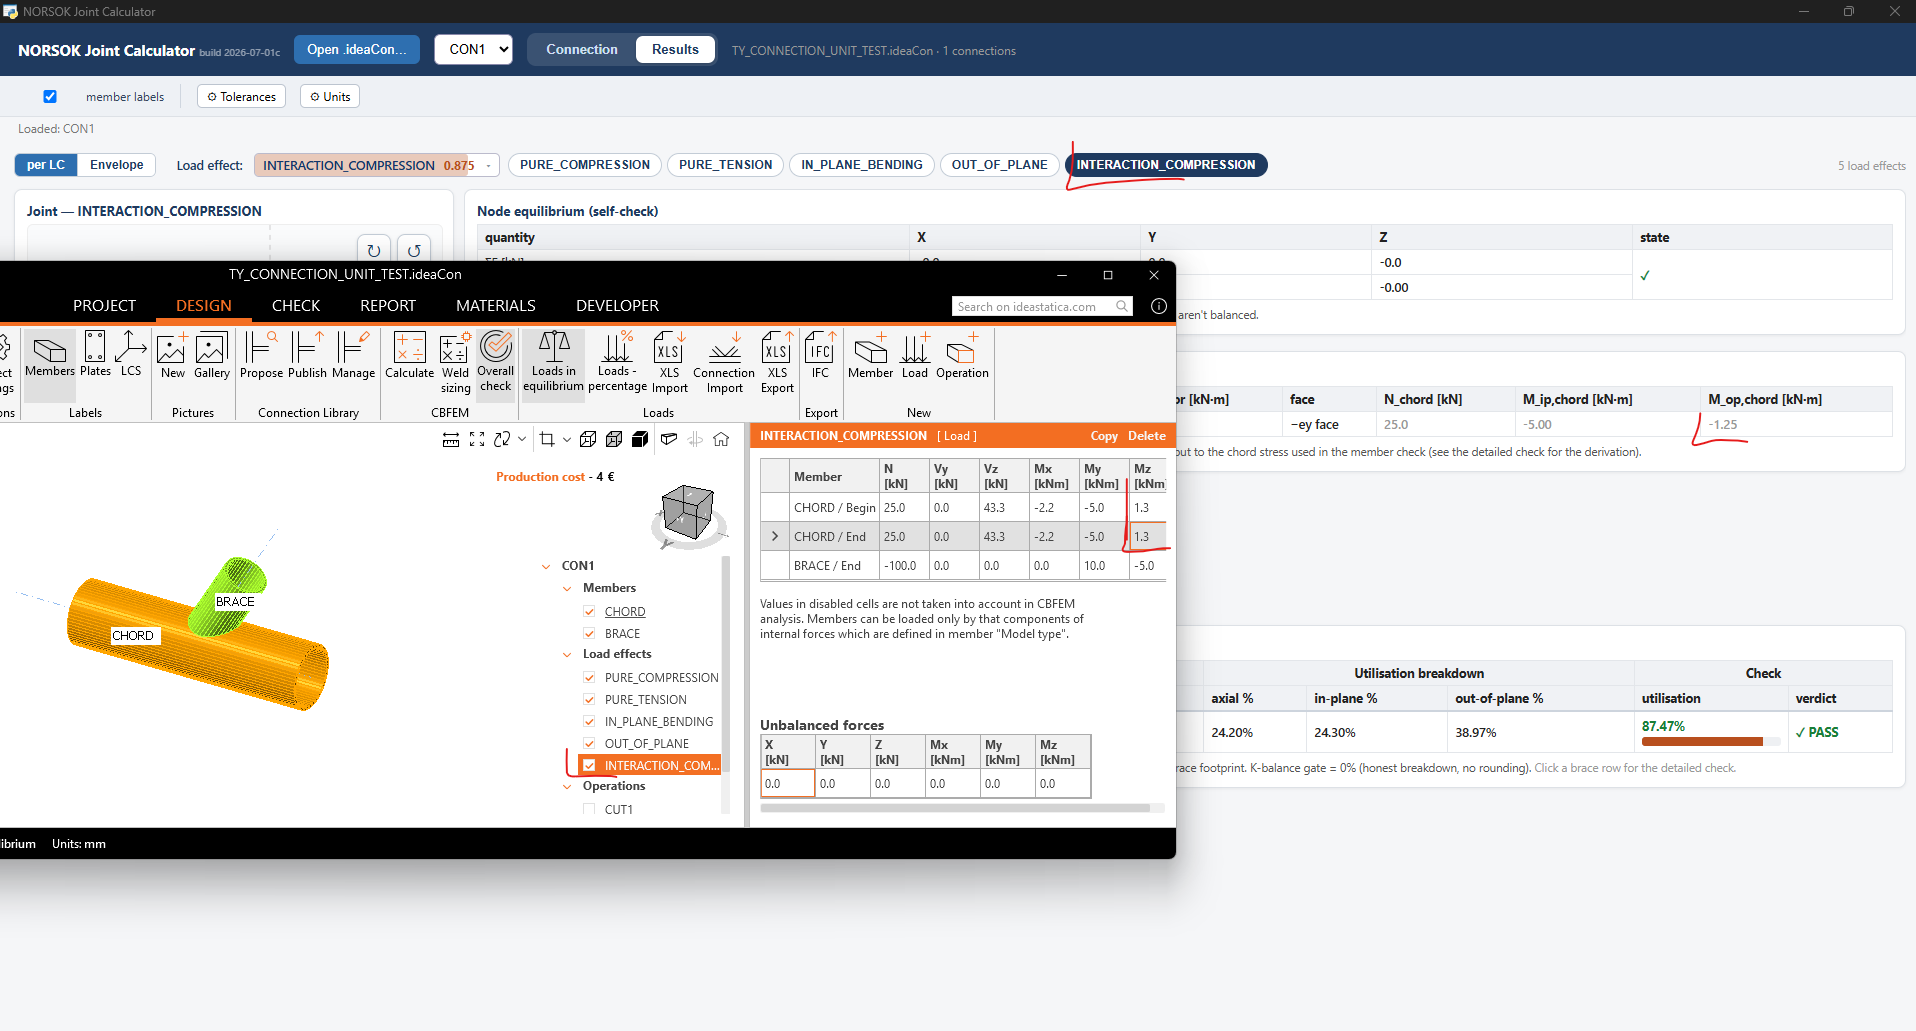 NORSOK Joint Calculator
NORSOK Joint Calculator build 2026-07-01c Open .ideaCon... CON1 Connection Results TY_CONNECTION_UNIT_TEST.ideaCon · 1 connections
member labels Tolerances Units
Loaded: CON1
per LC Envelope Load effect: INTERACTION_COMPRESSION 0.875 PURE_COMPRESSION PURE_TENSION IN_PLANE_BENDING OUT_OF_PLANE INTERACTION_COMPRESSION 5 load effects
Joint — INTERACTION_COMPRESSION
Node equilibrium (self-check)
quantity X Y Z state
-0.0 ✓
-0.00
aren't balanced.
TY_CONNECTION_UNIT_TEST.ideaCon
PROJECT DESIGN CHECK REPORT MATERIALS DEVELOPER Search on ideastatica.com
Members Plates LCS New Gallery Propose Publish Manage Calculate Weld sizing Overall check Loads in equilibrium Loads - percentage XLS Import Connection Import XLS Export IFC Member Load Operation
Labels Pictures Connection Library CBFEM Loads Export New
or [kN·m] face N_chord [kN] M_ip,chord [kN·m] M_op,chord [kN·m]
−ey face 25.0 -5.00 -1.25
out to the chord stress used in the member check (see the detailed check for the derivation).
Production cost - 4 €
CHORD
BRACE
CON1
Members
CHORD
BRACE
Load effects
PURE_COMPRESSION
PURE_TENSION
IN_PLANE_BENDING
OUT_OF_PLANE
INTERACTION_COM...
Operations
CUT1
INTERACTION_COMPRESSION [ Load ] Copy Delete
Member N [kN] Vy [kN] Vz [kN] Mx [kNm] My [kNm] Mz [kNm
CHORD / Begin 25.0 0.0 43.3 -2.2 -5.0 1.3
CHORD / End 25.0 0.0 43.3 -2.2 -5.0 1.3
BRACE / End -100.0 0.0 0.0 0.0 10.0 -5.0
Values in disabled cells are not taken into account in CBFEM
analysis. Members can be loaded only by that components of
internal forces which are defined in member "Model type".
Unbalanced forces
X [kN] Y [kN] Z [kN] Mx [kNm] My [kNm] Mz [kNm]
0.0 0.0 0.0 0.0 0.0 0.0
Utilisation breakdown Check
axial % in-plane % out-of-plane % utilisation verdict
24.20% 24.30% 38.97% 87.47% ✓ PASS
race footprint. K-balance gate = 0% (honest breakdown, no rounding). Click a brace row for the detailed check.
librium Units: mm